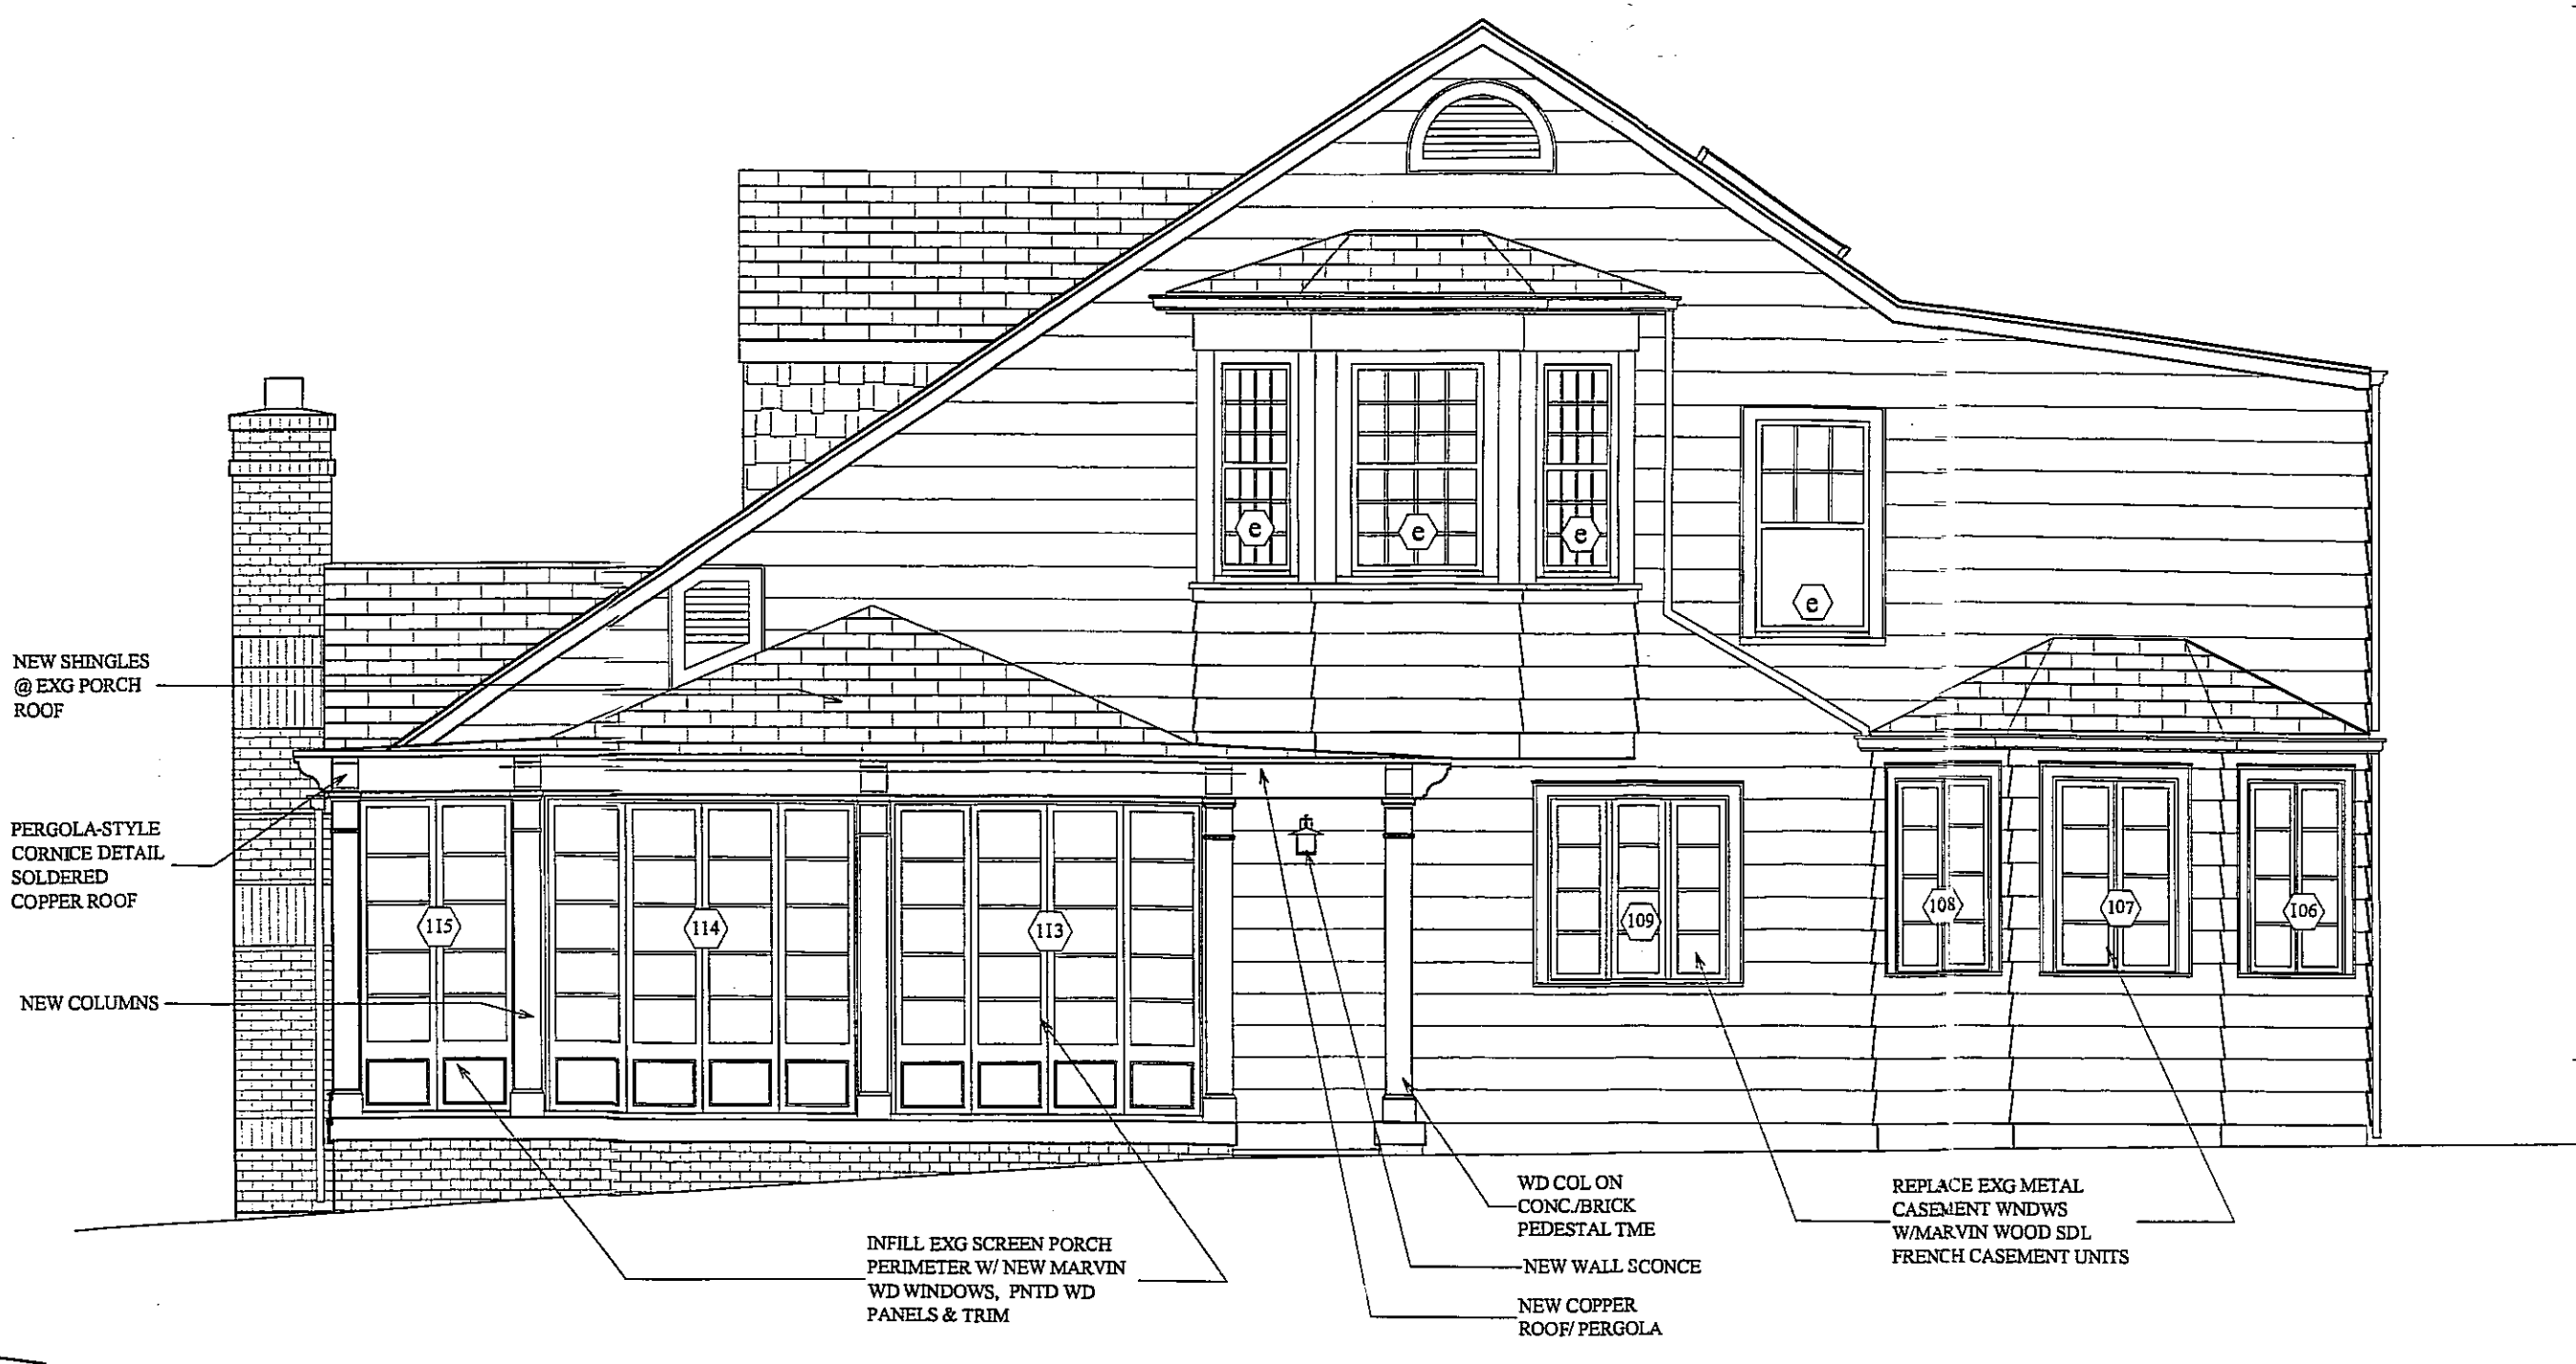 e
e
e
e
NEW SHINGLES
@ EXG PORCH
ROOF
PERGOLA-STYLE
CORNICE DETAIL
SOLDERED
COPPER ROOF
NEW COLUMNS
115
114
113
109
108
107
106
INFILL EXG SCREEN PORCH
PERIMETER W/ NEW MARVIN
WD WINDOWS, PNTD WD
PANELS & TRIM
WD COL ON
CONC./BRICK
PEDESTAL TME
NEW WALL SCONCE
NEW COPPER
ROOF/ PERGOLA
REPLACE EXG METAL
CASEMENT WNDWS
W/MARVIN WOOD SDL
FRENCH CASEMENT UNITS